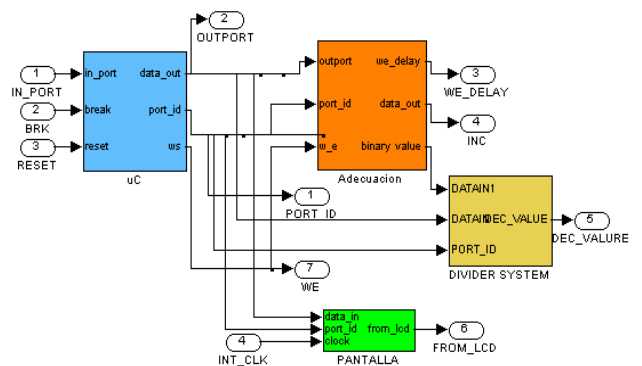 2
OUTPORT
1
IN_PORT
2
BRK
3
RESET
in_port
break
reset
data_out
port_id
ws
uC
outport
port_id
w_e
we_delay
data_out
binary value
Adecuacion
3
WE_DELAY
4
INC
1
PORT_ID
7
WE
DATAIN1
DATAIN
PORT_ID
DEC_VALUE
DIVIDER SYSTEM
5
DEC_VALURE
4
INT_CLK
data_in
port_id
clock
from_lcd
PANTALLA
6
FROM_LCD